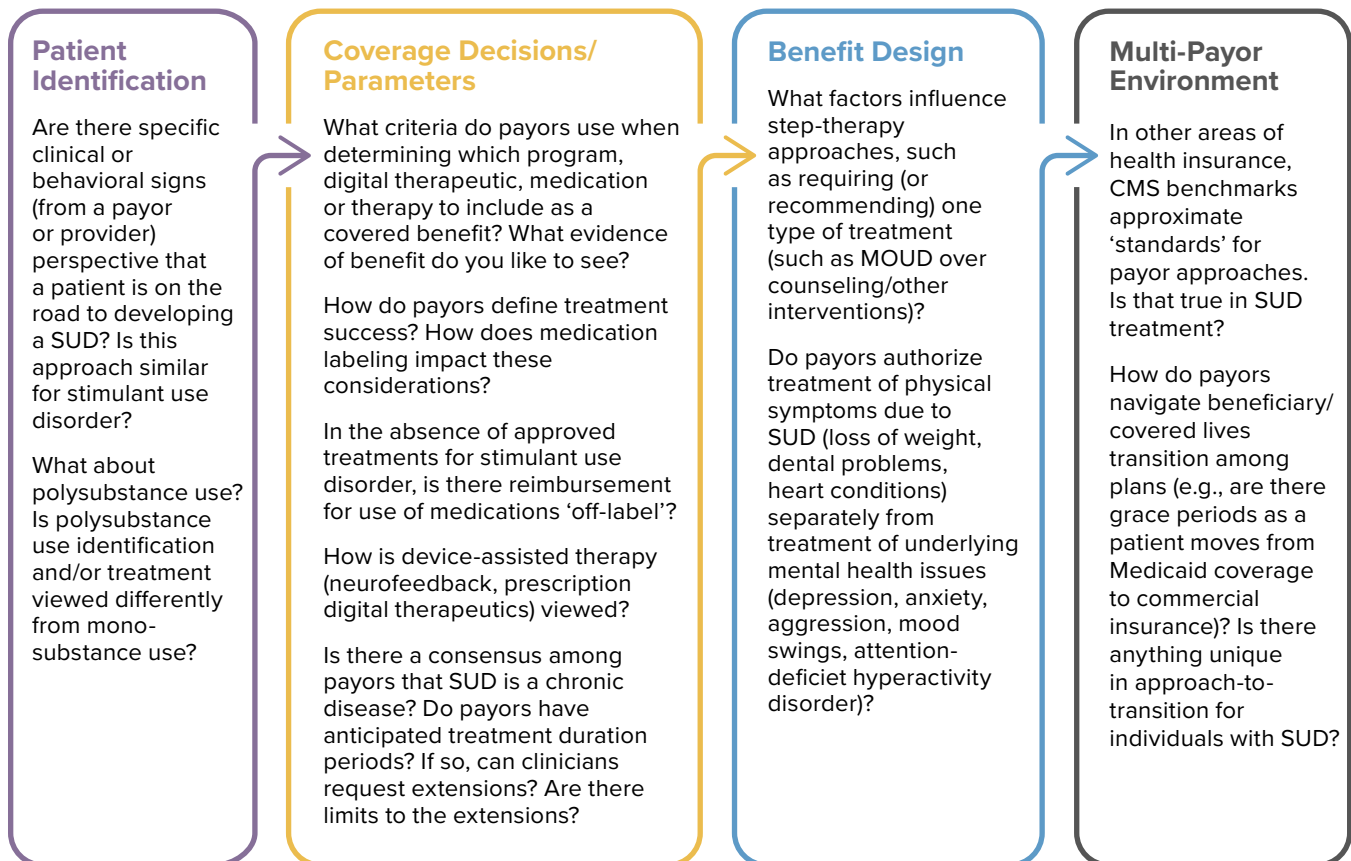 Patient
Identification
Are there specific
clinical or
behavioral signs
(from a payor
or provider)
perspective that
a patient is on the
road to developing
a SUD? Is this
approach similar
for stimulant use
disorder?
What about
polysubstance use?
Is polysubstance
use identification
and/or treatment
viewed differently
from mono-
substance use?
Coverage Decisions/
Parameters
What criteria do payors use when
determining which program,
digital therapeutic, medication
or therapy to include as a
covered benefit? What evidence
of benefit do you like to see?
How do payors define treatment
success? How does medication
labeling impact these
considerations?
In the absence of approved
treatments for stimulant use
disorder, is there reimbursement
for use of medications ‘off-label’?
How is device-assisted therapy
(neurofeedback, prescription
digital therapeutics) viewed?
Is there a consensus among
payors that SUD is a chronic
disease? Do payors have
anticipated treatment duration
periods? If so, can clinicians
request extensions? Are there
limits to the extensions?
Benefit Design
What factors influence
step-therapy
approaches, such
as requiring (or
recommending) one
type of treatment
(such as MOUD over
counseling/other
interventions)?
Do payors authorize
treatment of physical
symptoms due to
SUD (loss of weight,
dental problems,
heart conditions)
separately from
treatment of underlying
mental health issues
(depression, anxiety,
aggression, mood
swings, attention-
deficiet hyperactivity
disorder)?
Multi-Payor
Environment
In other areas of
health insurance,
CMS benchmarks
approximate
‘standards’ for
payor approaches.
Is that true in SUD
treatment?
How do payors
navigate beneficiary/
covered lives
transition among
plans (e.g., are there
grace periods as a
patient moves from
Medicaid coverage
to commercial
insurance)? Is there
anything unique
in approach-to-
transition for
individuals with SUD?